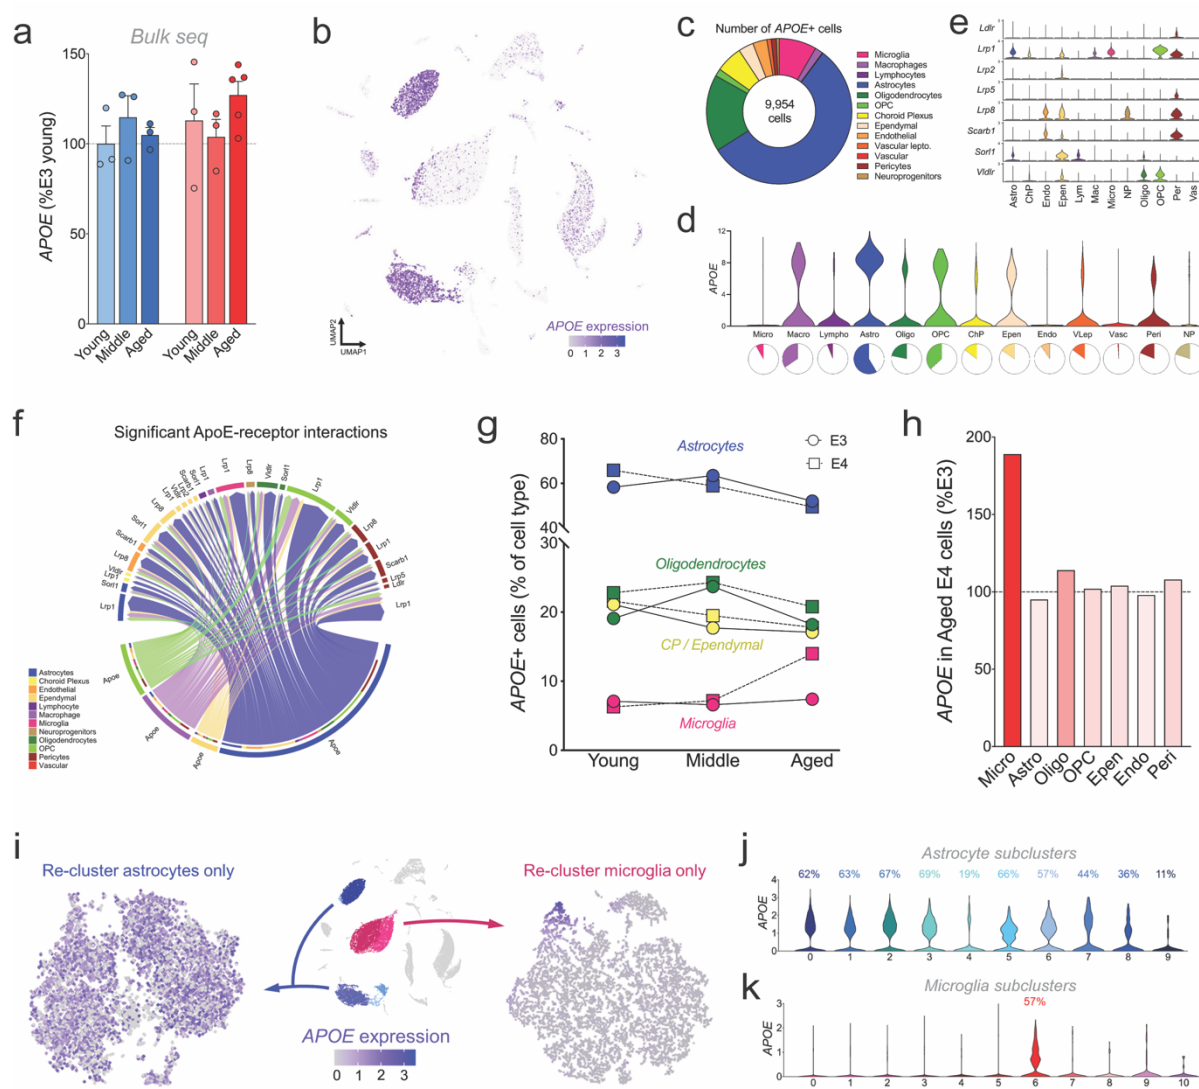 a
Bulk seq
150
100
50
0
APOE (%E3 young)
Young
Middle
Aged
Young
Middle
Aged
b
UMAP2
UMAP1
APOE expression
0 1 2 3
c
Number of APOE+ cells
9,954
cells
Microglia
Macrophages
Lymphocytes
Astrocytes
Oligodendrocytes
OPC
Choroid Plexus
Ependymal
Endothelial
Vascular lepto.
Vascular
Pericytes
Neuroprogenitors
e
Ldlr
Lrp1
Lrp2
Lrp5
Lrp8
Scarb1
Sorl1
Vldlr
Astro
ChP
Endo
Epen
Lym
Mac
Micro
NP
Oligo
OPC
Per
Vas
d
12
8
4
0
APOE
Micro Macro Lympho Astro Oligo OPC ChP Epen Endo VLep Vasc Peri NP
f
Significant ApoE-receptor interactions
Lrp1
Sorl1
Lrp1
Vldlr
Lrp8
Scarb1
Sorl1
Lrp8
Lrp1
Vldlr
Lrp2
Scarb1
Lrp1
Lrp1
Lrp8
Vldlr
Sorl1
Lrp1
Vldlr
Lrp8
Lrp1
Scarb1
Lrp5
Ldlr
Lrp1
Apoe
Apoe
Apoe
Apoe
Astrocytes
Choroid Plexus
Endothelial
Ependymal
Lymphocyte
Macrophage
Microglia
Neuroprogenitors
Oligodendrocytes
OPC
Pericytes
Vascular
g
80
60
40
30
20
10
0
APOE+ cells (% of cell type)
Astrocytes
E3
E4
Oligodendrocytes
CP / Ependymal
Microglia
Young Middle Aged
h
200
150
100
50
0
APOE in Aged E4 cells (%E3)
Micro
Astro
Oligo
OPC
Epen
Endo
Peri
i
Re-cluster astrocytes only
Re-cluster microglia only
APOE expression
0 1 2 3
j
Astrocyte subclusters
62% 63% 67% 69% 19% 66% 57% 44% 36% 11%
4
3
2
1
0
APOE
0 1 2 3 4 5 6 7 8 9
k
Microglia subclusters
57%
3
2
1
0
APOE
0 1 2 3 4 5 6 7 8 9 10